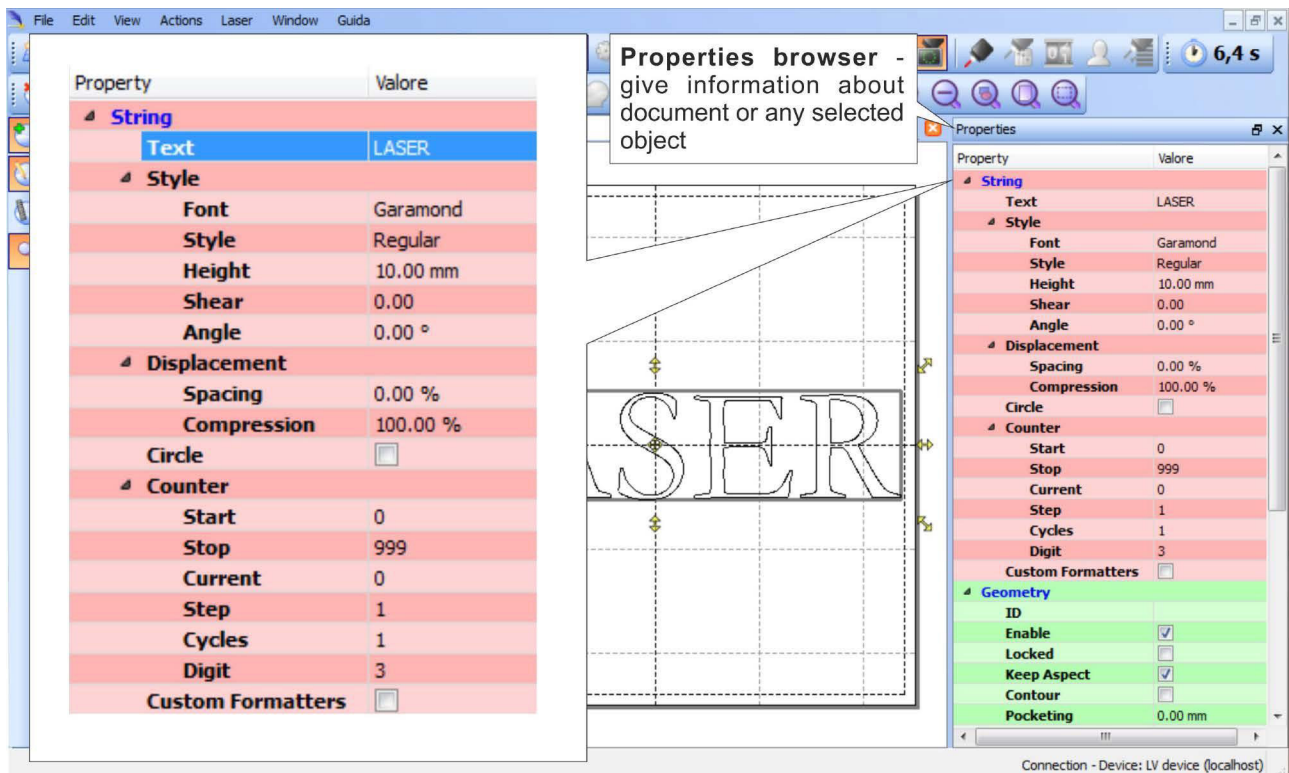 File Edit View Actions Laser Window Guida
6,4 s
Properties browser -
give information about
document or any selected
object
Property Valore
String
Text LASER
Style
Font Garamond
Style Regular
Height 10.00 mm
Shear 0.00
Angle 0.00 °
Displacement
Spacing 0.00 %
Compression 100.00 %
Circle
Counter
Start 0
Stop 999
Current 0
Step 1
Cycles 1
Digit 3
Custom Formatters
ASER
Properties
Property Valore
String
Text LASER
Style
Font Garamond
Style Regular
Height 10.00 mm
Shear 0.00
Angle 0.00 °
Displacement
Spacing 0.00 %
Compression 100.00 %
Circle
Counter
Start 0
Stop 999
Current 0
Step 1
Cycles 1
Digit 3
Custom Formatters
Geometry
ID
Enable
Locked
Keep Aspect
Contour
Pocketing 0.00 mm
Connection - Device: LV device (localhost)